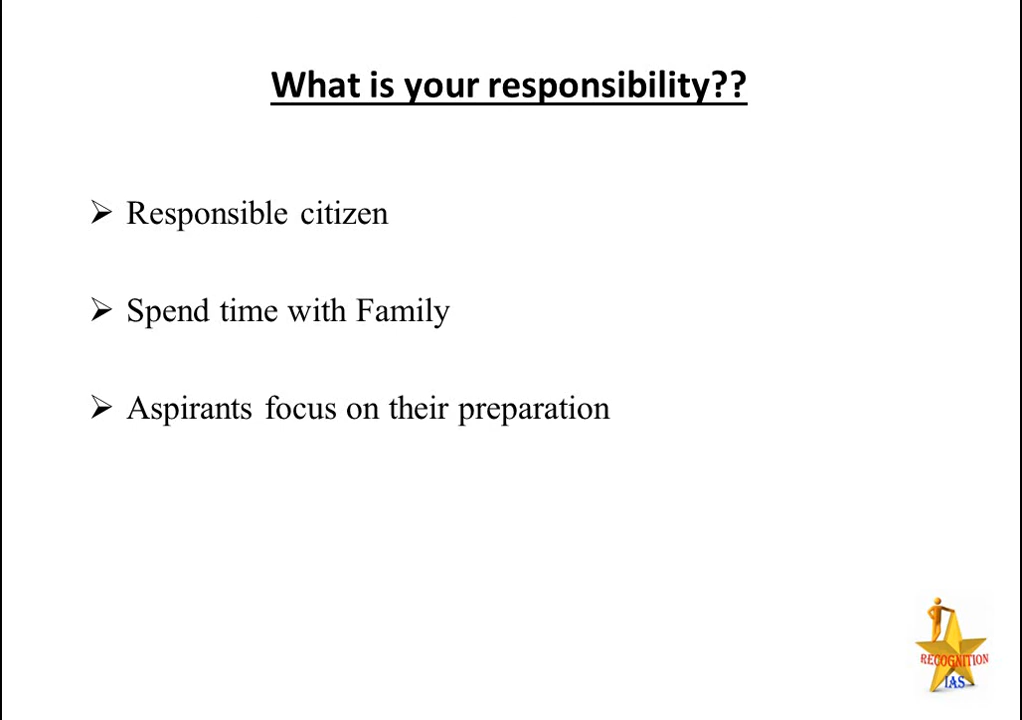 What is your responsibility??
Responsible citizen
Spend time with Family
Aspirants focus on their preparation
RECOGNITION
IAS